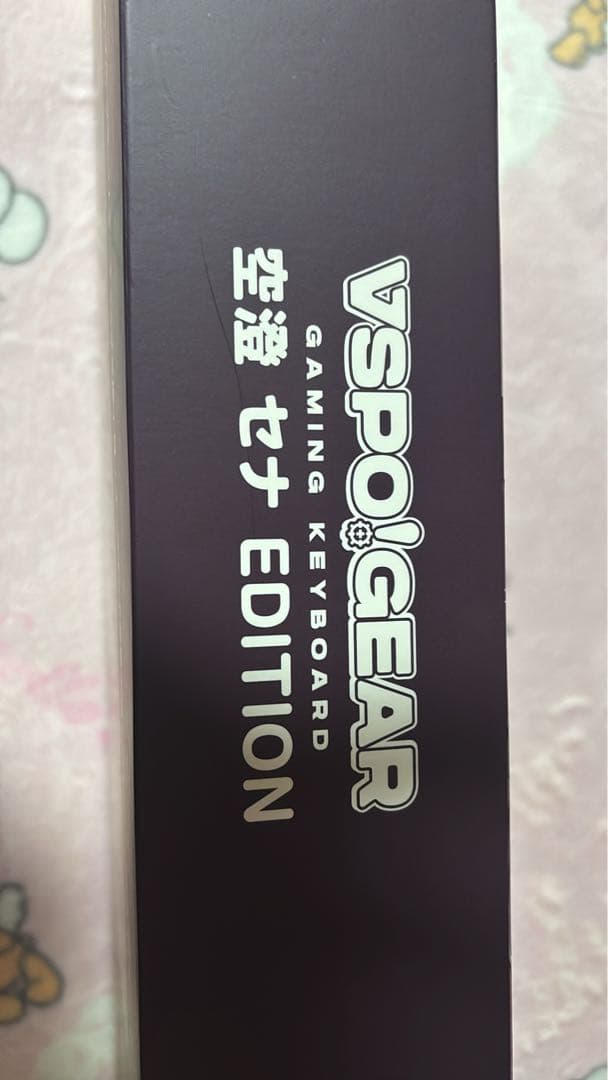 VSPO!GEAR
GAMING KEYBOARD
空澄 セナ EDITION